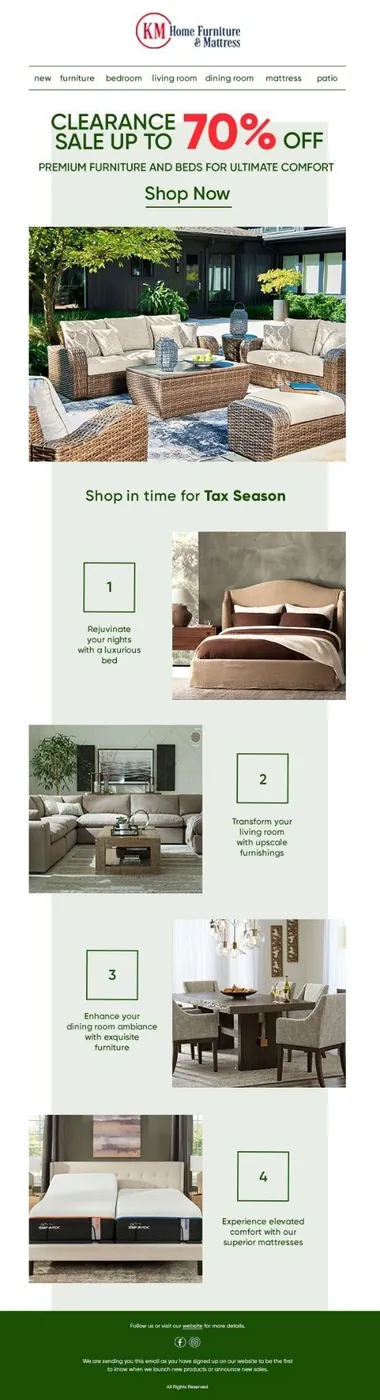 KM Home Furniture
& Mattress
new furniture bedroom living room dining room mattress patio
CLEARANCE
SALE UP TO 70% OFF
PREMIUM FURNITURE AND BEDS FOR ULTIMATE COMFORT
Shop Now
Shop in time for Tax Season
1
Rejuvinate
your nights
with a luxurious
bed
2
Transform your
living room
with upscale
furnishings
3
Enhance your
dining room ambiance
with exquisite
furniture
4
Experience elevated
comfort with our
superior mattresses
Follow us or visit our website for more details.
We are sending you this email as you have signed up on our website to be the first
to know when we launch new products or announce new sales.
All Rights Reserved